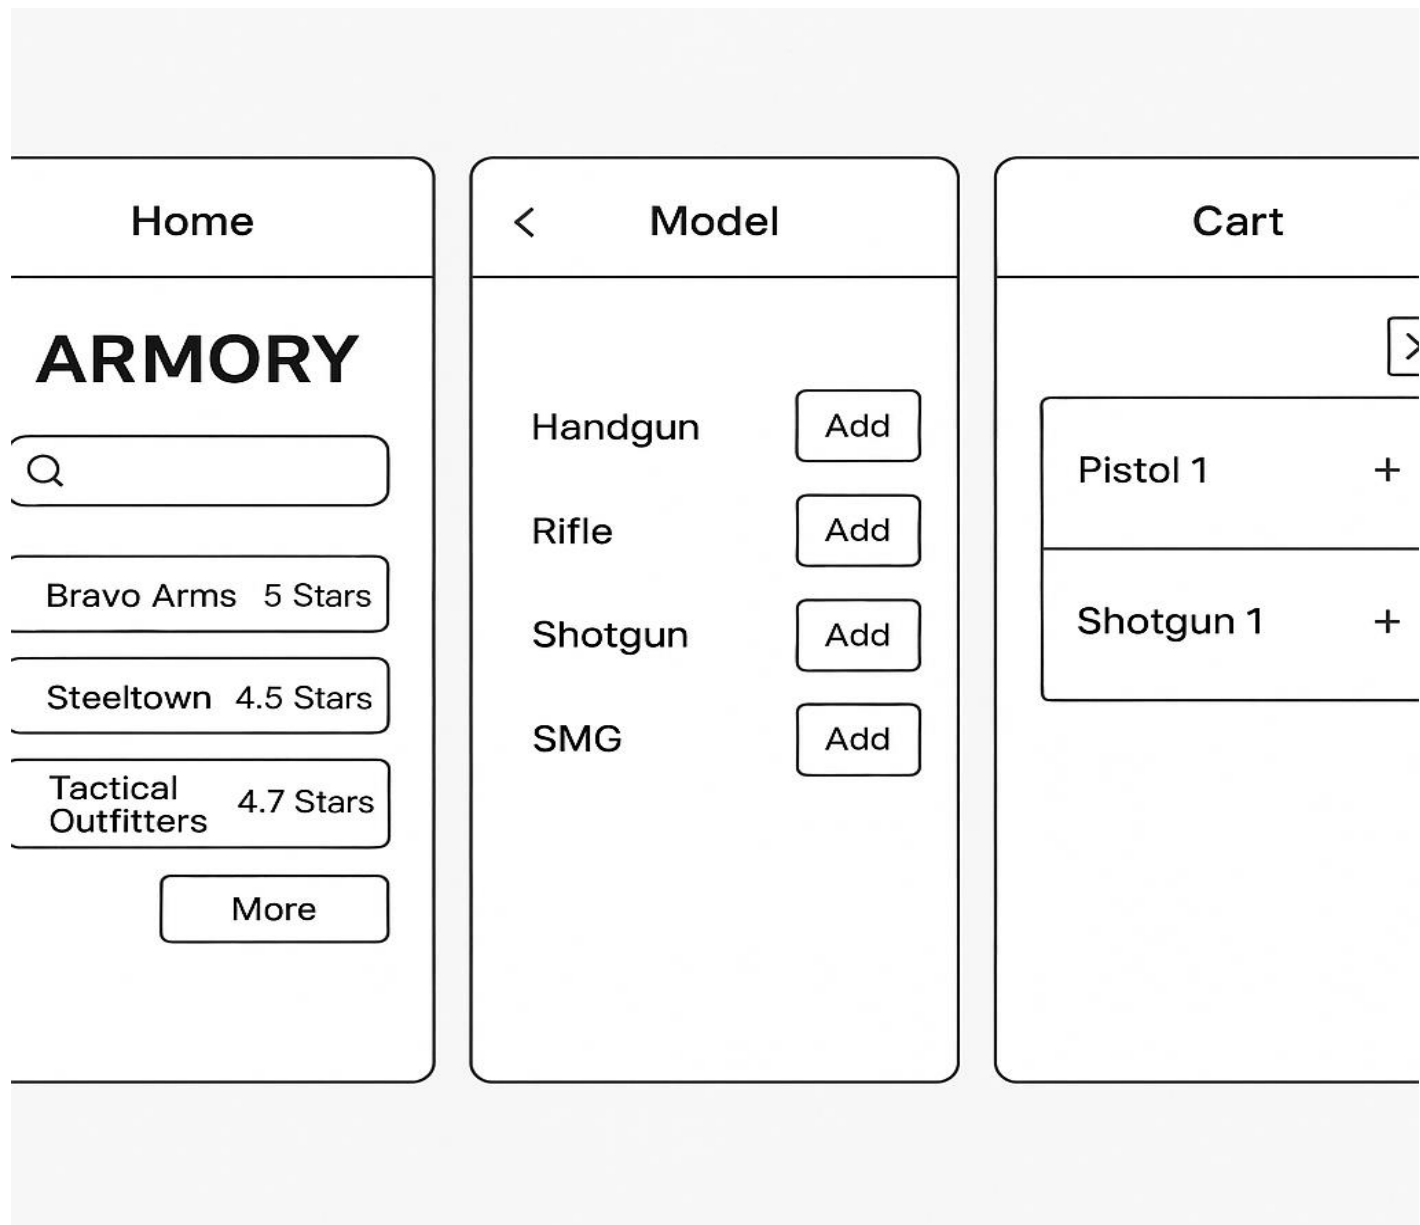 Home
ARMORY
Bravo Arms 5 Stars
Steeltown 4.5 Stars
Tactical
Outfitters
4.7 Stars
More
Model
Handgun Add
Rifle Add
Shotgun Add
SMG Add
Cart
Pistol 1 +
Shotgun 1 +